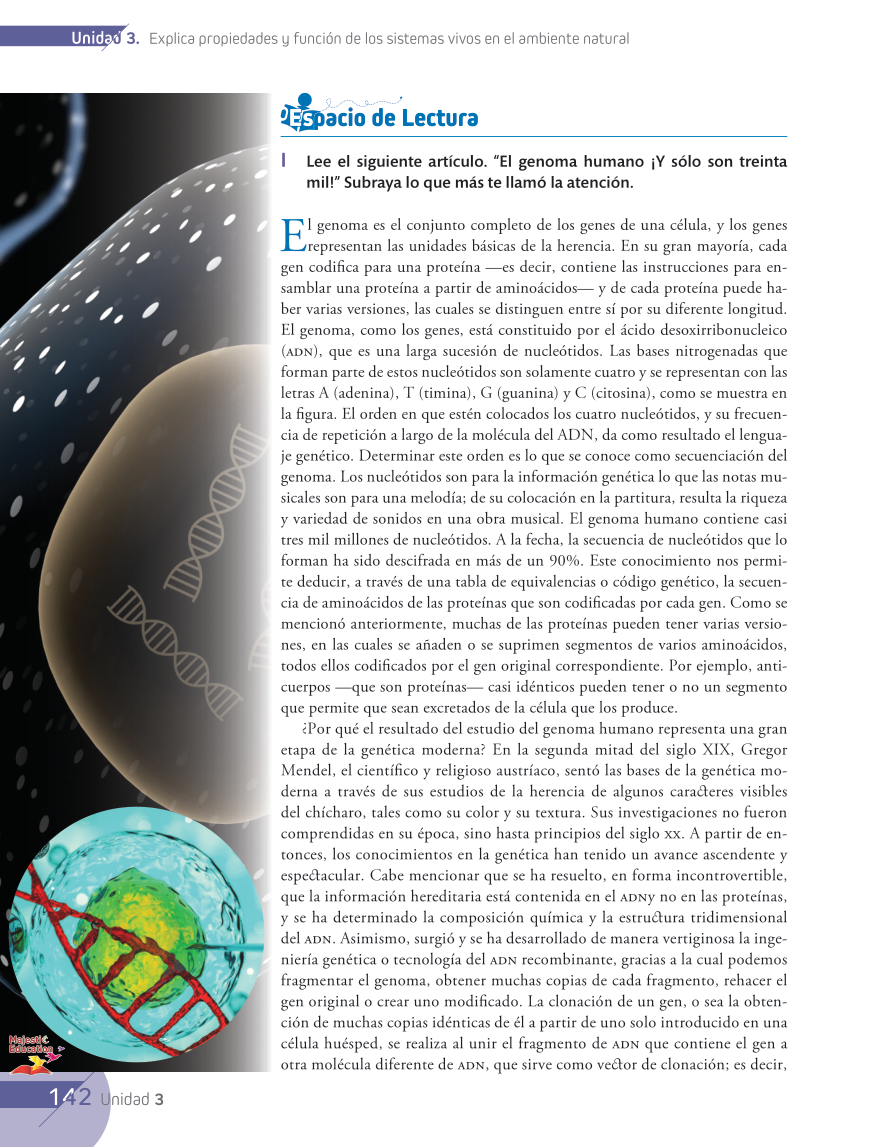 Unidad 3. Explica propiedades y función de los sistemas vivos en el ambiente natural
Espacio de Lectura
I Lee el siguiente artículo. “El genoma humano ¡Y sólo son treinta
mil!” Subraya lo que más te llamó la atención.
El genoma es el conjunto completo de los genes de una célula, y los genes
representan las unidades básicas de la herencia. En su gran mayoría, cada
gen codifica para una proteína —es decir, contiene las instrucciones para en-
samblar una proteína a partir de aminoácidos— y de cada proteína puede ha-
ber varias versiones, las cuales se distinguen entre sí por su diferente longitud.
El genoma, como los genes, está constituido por el ácido desoxirribonucleico
(ADN), que es una larga sucesión de nucleótidos. Las bases nitrogenadas que
forman parte de estos nucleótidos son solamente cuatro y se representan con las
letras A (adenina), T (timina), G (guanina) y C (citosina), como se muestra en
la figura. El orden en que estén colocados los cuatro nucleótidos, y su frecuen-
cia de repetición a largo de la molécula del ADN, da como resultado el lengua-
je genético. Determinar este orden es lo que se conoce como secuenciación del
genoma. Los nucleótidos son para la información genética lo que las notas mu-
sicales son para una melodía; de su colocación en la partitura, resulta la riqueza
y variedad de sonidos en una obra musical. El genoma humano contiene casi
tres mil millones de nucleótidos. A la fecha, la secuencia de nucleótidos que lo
forman ha sido descifrada en más de un 90%. Este conocimiento nos permi-
te deducir, a través de una tabla de equivalencias o código genético, la secuen-
cia de aminoácidos de las proteínas que son codificadas por cada gen. Como se
mencionó anteriormente, muchas de las proteínas pueden tener varias versio-
nes, en las cuales se añaden o se suprimen segmentos de varios aminoácidos,
todos ellos codificados por el gen original correspondiente. Por ejemplo, anti-
cuerpos —que son proteínas— casi idénticos pueden tener o no un segmento
que permite que sean excretados de la célula que los produce.
¿Por qué el resultado del estudio del genoma humano representa una gran
etapa de la genética moderna? En la segunda mitad del siglo XIX, Gregor
Mendel, el científico y religioso austríaco, sentó las bases de la genética mo-
derna a través de sus estudios de la herencia de algunos caracteres visibles
del chícharo, tales como su color y su textura. Sus investigaciones no fueron
comprendidas en su época, sino hasta principios del siglo XX. A partir de en-
tonces, los conocimientos en la genética han tenido un avance ascendente y
espectacular. Cabe mencionar que se ha resuelto, en forma incontrovertible,
que la información hereditaria está contenida en el ADNy no en las proteínas,
y se ha determinado la composición química y la estructura tridimensional
del ADN. Asimismo, surgió y se ha desarrollado de manera vertiginosa la inge-
niería genética o tecnología del ADN recombinante, gracias a la cual podemos
fragmentar el genoma, obtener muchas copias de cada fragmento, rehacer el
gen original o crear uno modificado. La clonación de un gen, o sea la obten-
ción de muchas copias idénticas de él a partir de uno solo introducido en una
célula huésped, se realiza al unir el fragmento de ADN que contiene el gen a
otra molécula diferente de ADN, que sirve como vector de clonación; es decir,
Majestic
Education
142 Unidad 3